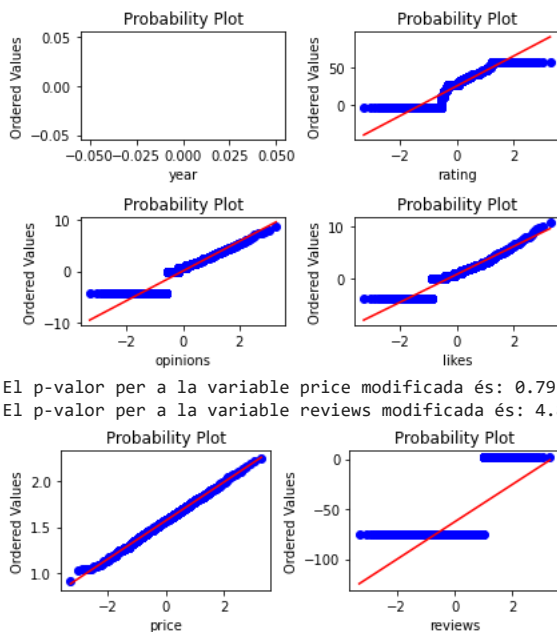 Probability Plot Probability Plot
0.05
0.00
−0.05
Ordered Values
−0.050−0.025 0.000 0.025 0.050
year
50
0
Ordered Values
−2 0 2
rating
Probability Plot Probability Plot
10
0
−10
Ordered Values
−2 0 2
opinions
10
0
Ordered Values
−2 0 2
likes
El p-valor per a la variable price modificada és: 0.79
El p-valor per a la variable reviews modificada és: 4.
Probability Plot Probability Plot
2.0
1.5
1.0
Ordered Values
−2 0 2
price
0
−50
−100
Ordered Values
−2 0 2
reviews